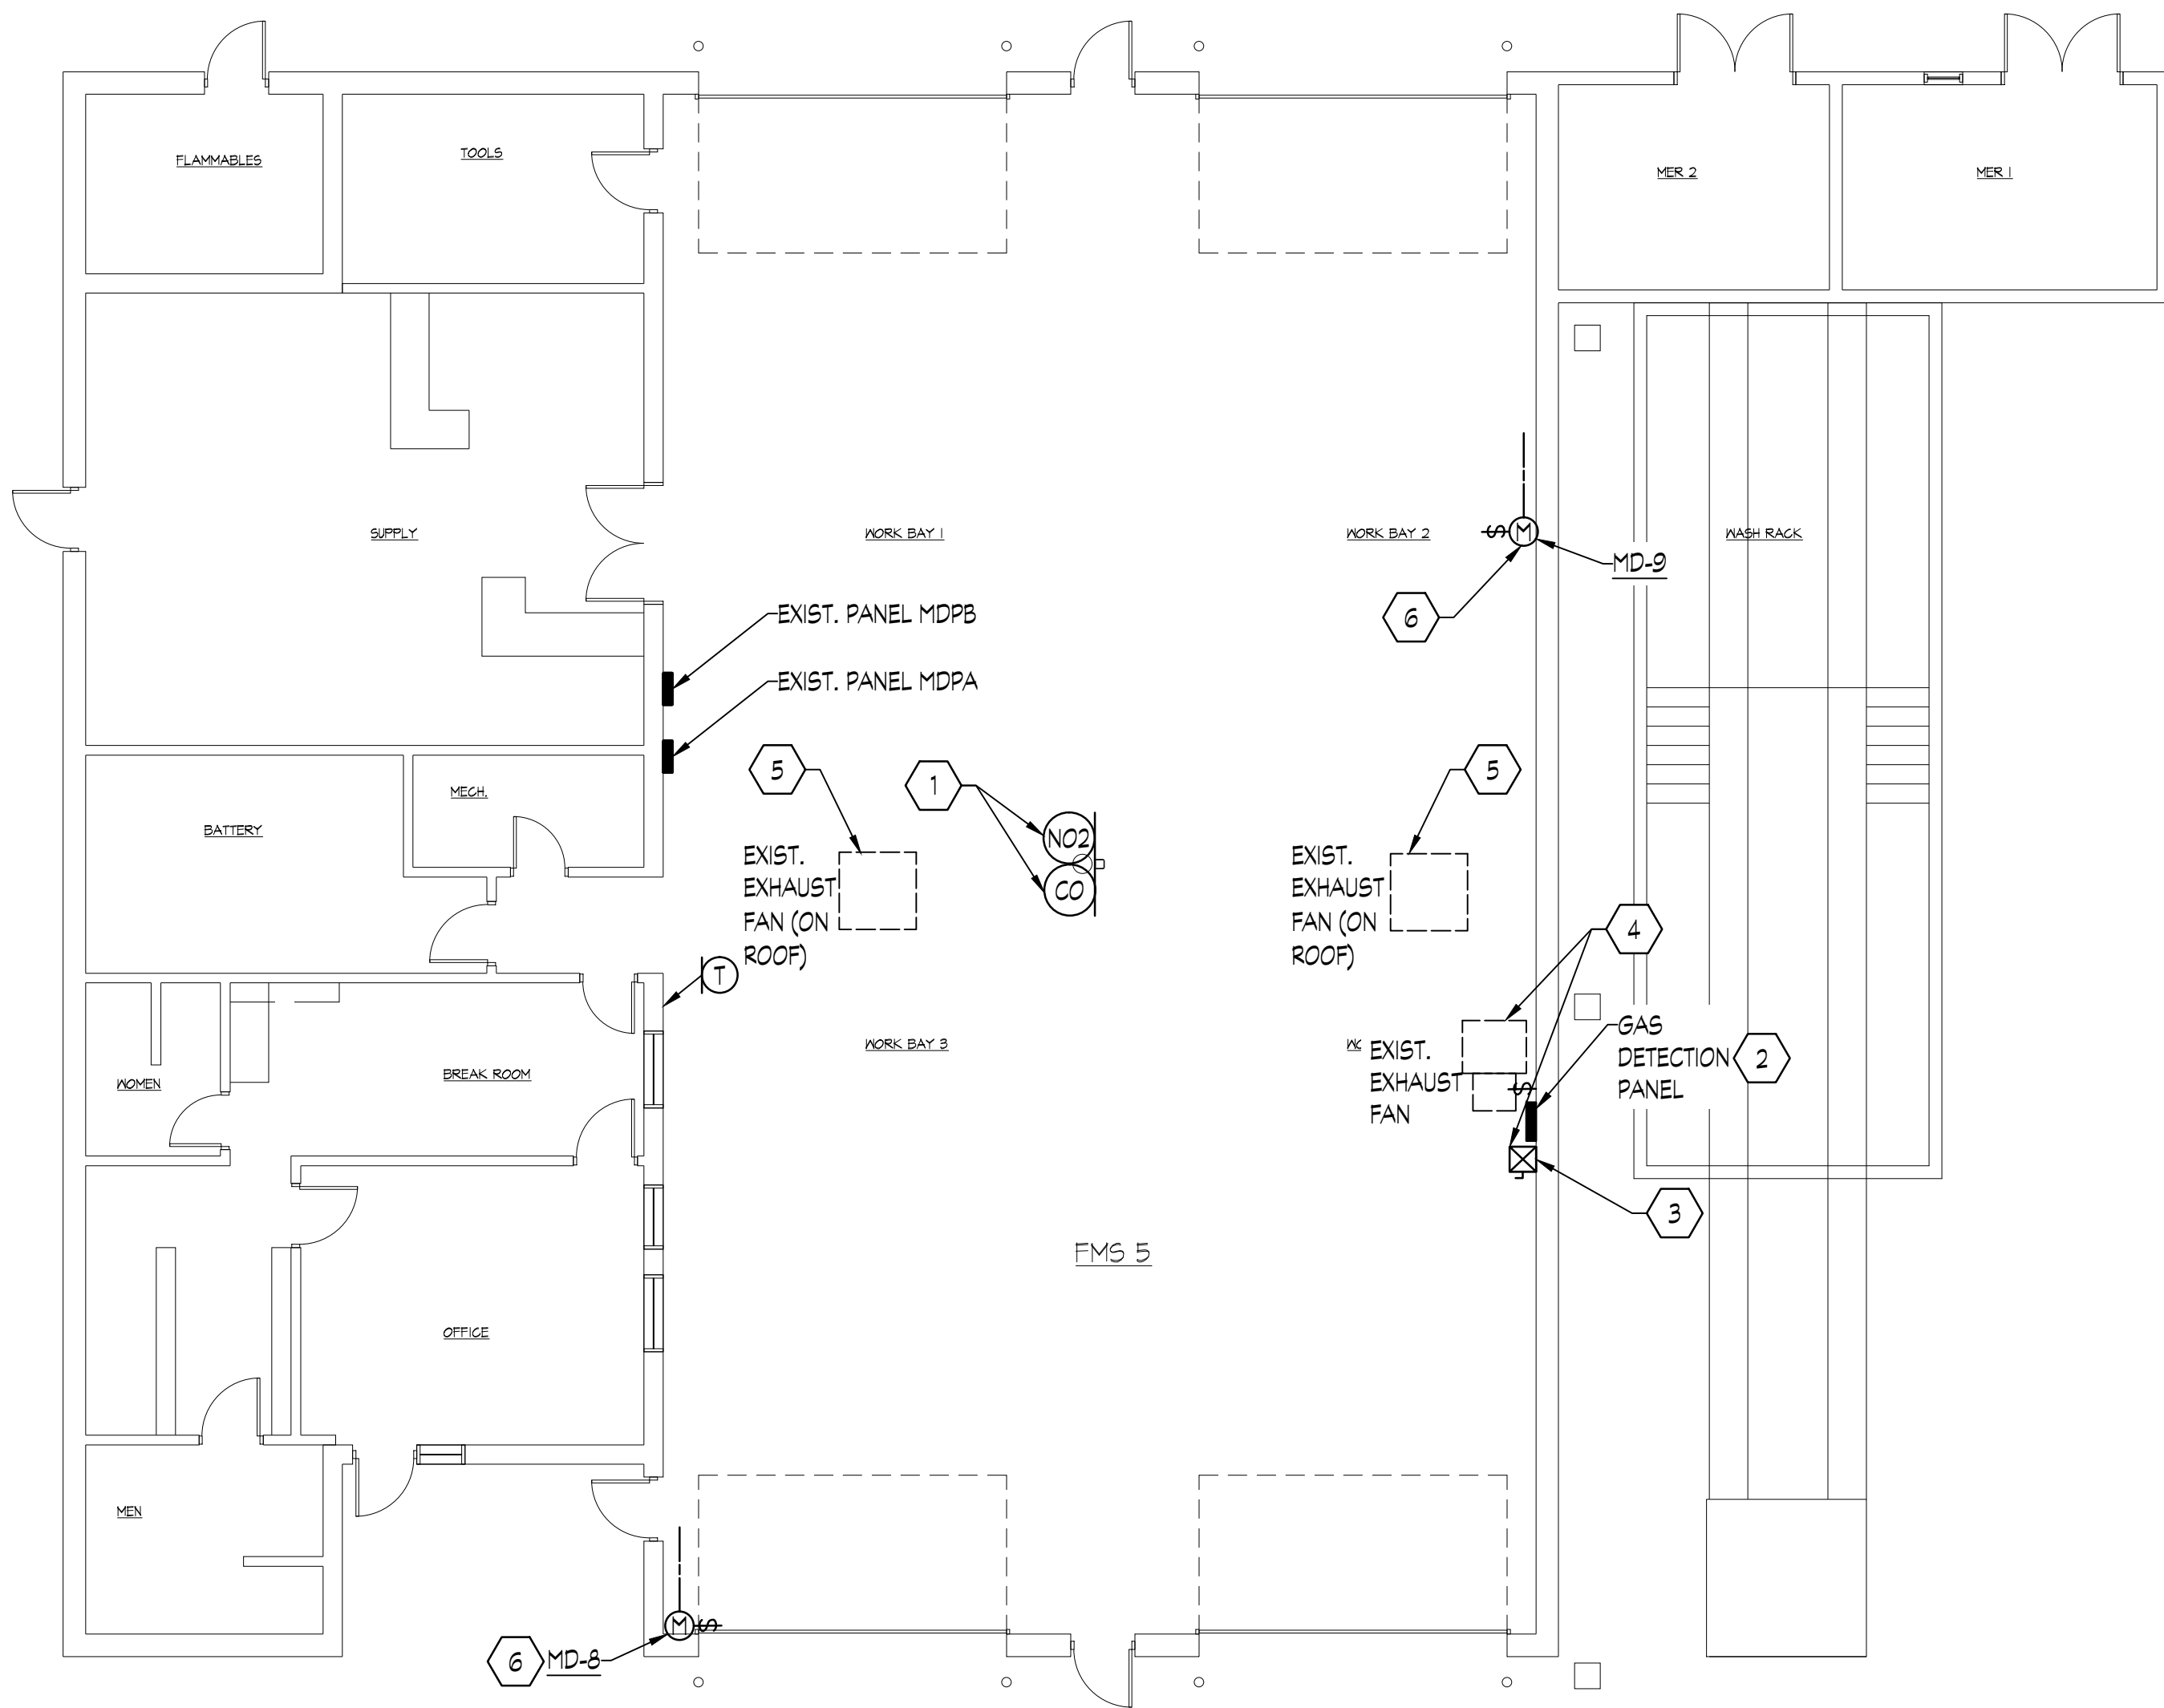 FLAMMABLES
TOOLS
MER 2
MER 1
SUPPLY
WORK BAY 1
WORK BAY 2
WASH RACK
$
M
MD-9
6
EXIST. PANEL MDPB
EXIST. PANEL MDPA
5
1
5
MECH.
BATTERY
NO2
CO
EXIST.
EXHAUST
FAN (ON
ROOF)
EXIST.
EXHAUST
FAN (ON
ROOF)
4
T
WORK BAY 3
EXIST.
EXHAUST
FAN
$
GAS
DETECTION
PANEL
2
WOMEN
BREAK ROOM
3
FMS 5
OFFICE
MEN
M
$
6
MD-8